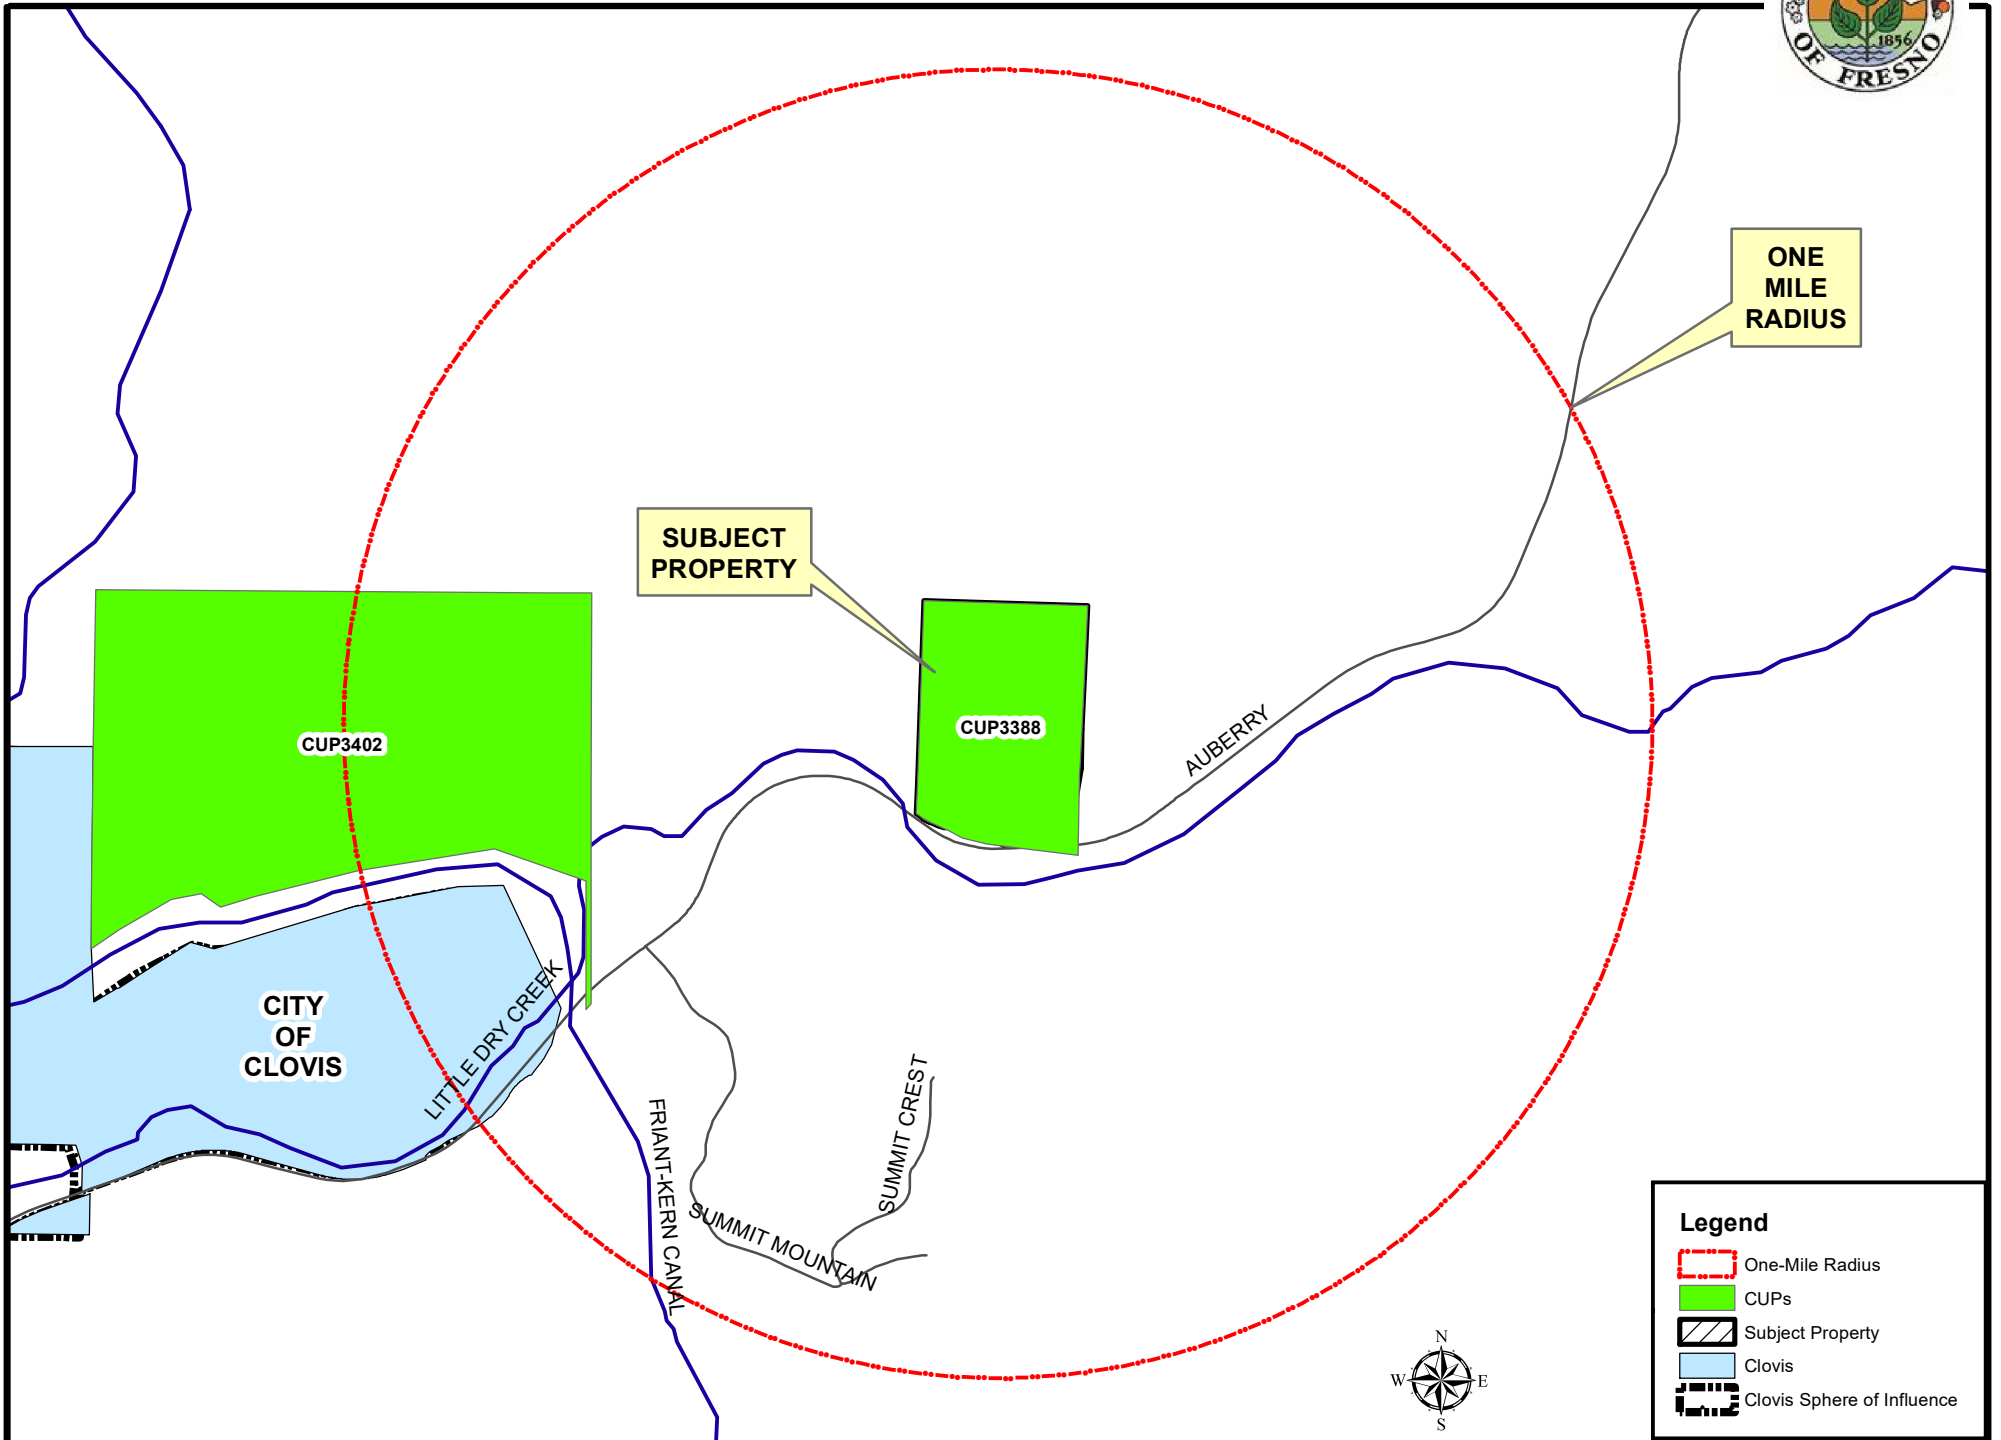 1856
OF FRESNO
ONE
MILE
RADIUS
SUBJECT
PROPERTY
CUP3402
CUP3388
AUBERRY
CITY
OF
CLOVIS
LITTLE DRY CREEK
FRIANT-KERN CANAL
SUMMIT CREST
SUMMIT MOUNTAIN
Legend
One-Mile Radius
CUPs
Subject Property
Clovis
Clovis Sphere of Influence
N
W
E
S